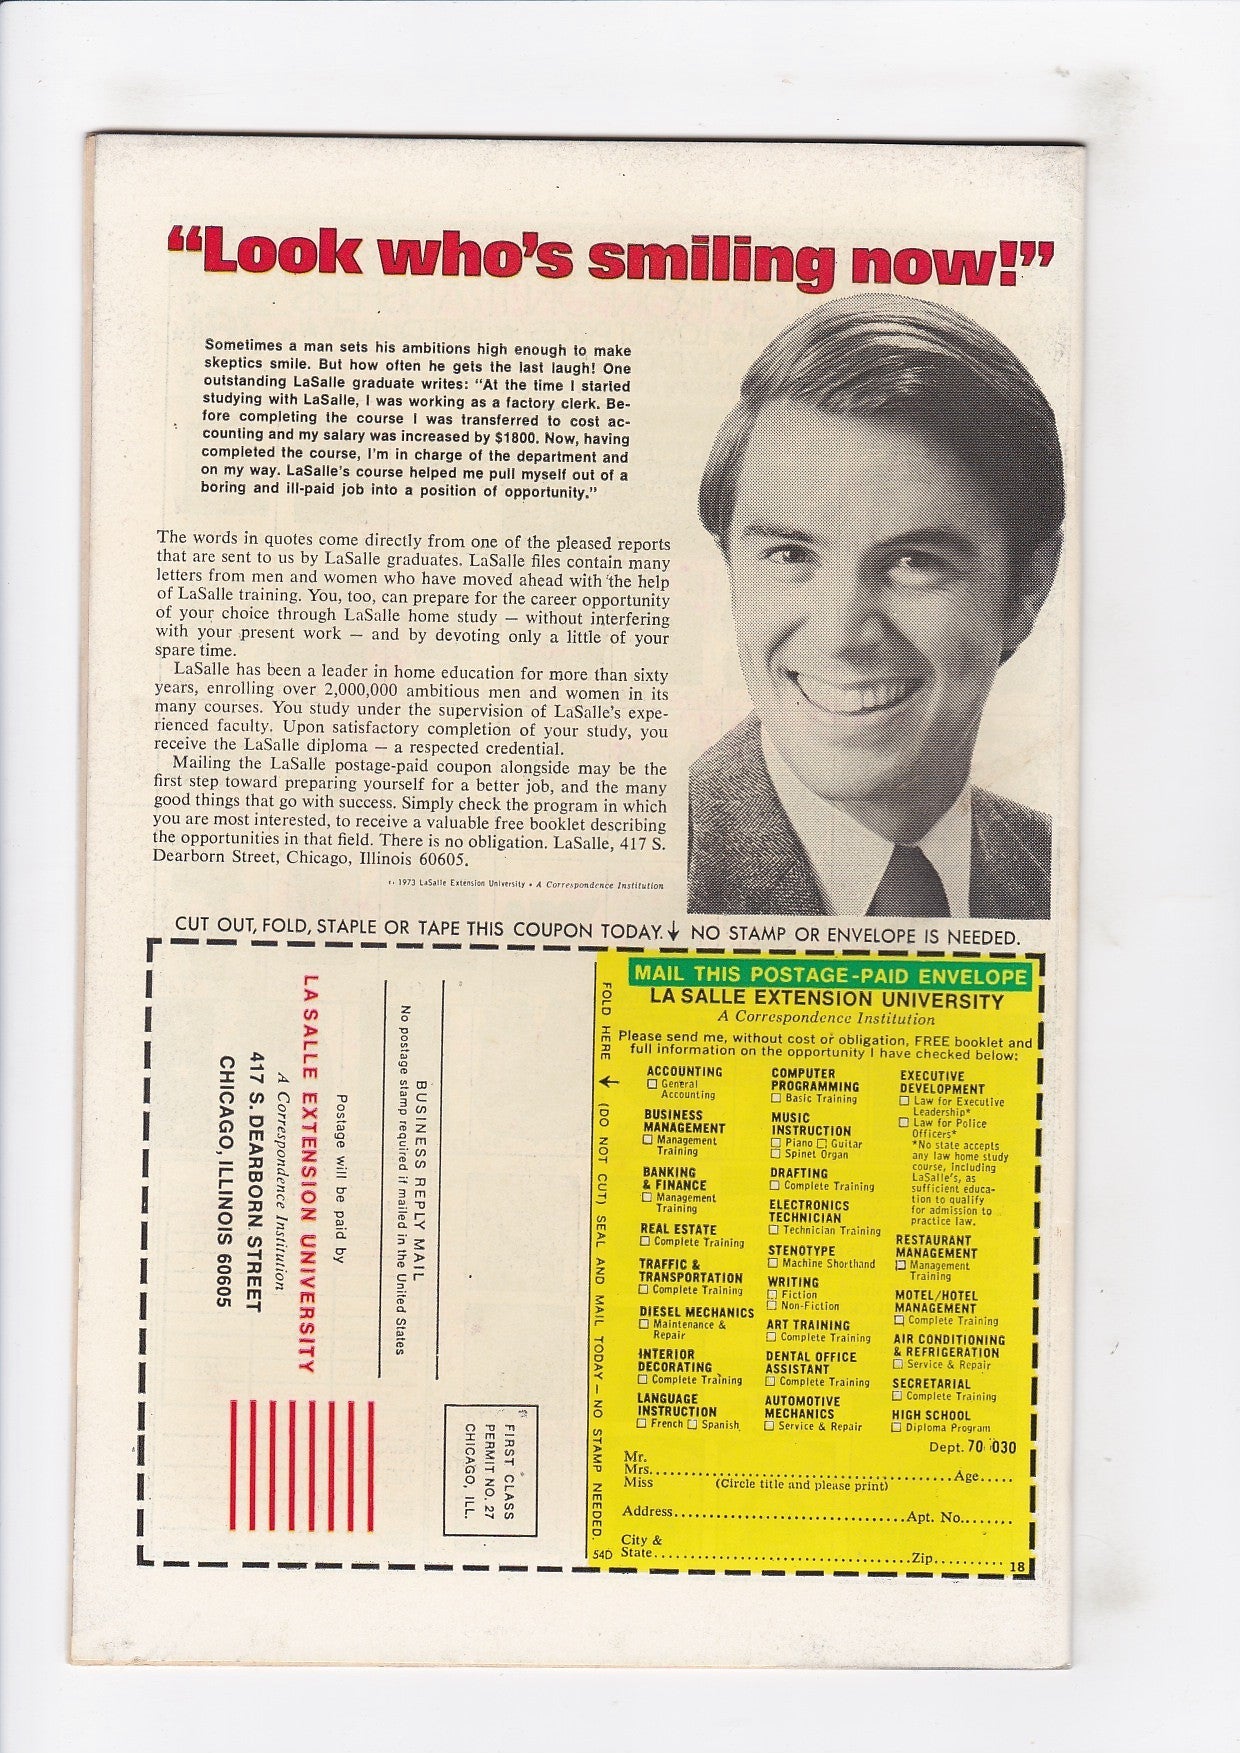 “Look who’s smiling now!”
Sometimes a man sets his ambitions high enough to make
skeptics smile. But how often he gets the last laugh! One
outstanding LaSalle graduate writes: “At the time I started
studying with LaSalle, I was working as a factory clerk. Be-
fore completing the course I was transferred to cost ac-
counting and my salary was increased by $1800. Now, having
completed the course, I’m in charge of the department and
on my way. LaSalle’s course helped me pull myself out of a
boring and ill-paid job into a position of opportunity.”
The words in quotes come directly from one of the pleased reports
that are sent to us by LaSalle graduates. LaSalle files contain many
letters from men and women who have moved ahead with the help
of LaSalle training. You, too, can prepare for the career opportunity
of your choice through LaSalle home study — without interfering
with your present work — and by devoting only a little of your
spare time.
LaSalle has been a leader in home education for more than sixty
years, enrolling over 2,000,000 ambitious men and women in its
many courses. You study under the supervision of LaSalle’s expe-
rienced faculty. Upon satisfactory completion of your study, you
receive the LaSalle diploma — a respected credential.
Mailing the LaSalle postage-paid coupon alongside may be the
first step toward preparing yourself for a better job, and the many
good things that go with success. Simply check the program in which
you are most interested, to receive a valuable free booklet describing
the opportunities in that field. There is no obligation. LaSalle, 417 S.
Dearborn Street, Chicago, Illinois 60605.
1973 LaSalle Extension University • A Correspondence Institution
CUT OUT, FOLD, STAPLE OR TAPE THIS COUPON TODAY.↓ NO STAMP OR ENVELOPE IS NEEDED.
FIRST CLASS
PERMIT NO. 27
CHICAGO, ILL.
BUSINESS REPLY MAIL
No postage stamp required if mailed in the United States
Postage will be paid by
LA SALLE EXTENSION UNIVERSITY
A Correspondence Institution
417 S. DEARBORN STREET
CHICAGO, ILLINOIS 60605
FOLD HERE ← (DO NOT CUT) SEAL AND MAIL TODAY — NO STAMP NEEDED.
MAIL THIS POSTAGE-PAID ENVELOPE
LA SALLE EXTENSION UNIVERSITY
A Correspondence Institution
Please send me, without cost or obligation, FREE booklet and
full information on the opportunity I have checked below:
ACCOUNTING
☐ General
Accounting
BUSINESS
MANAGEMENT
☐ Management
Training
BANKING
& FINANCE
☐ Management
Training
REAL ESTATE
☐ Complete Training
TRAFFIC &
TRANSPORTATION
☐ Complete Training
DIESEL MECHANICS
☐ Maintenance &
Repair
INTERIOR
DECORATING
☐ Complete Training
LANGUAGE
INSTRUCTION
☐ French ☐ Spanish
COMPUTER
PROGRAMMING
☐ Basic Training
MUSIC
INSTRUCTION
☐ Piano ☐ Guitar
☐ Spinet Organ
DRAFTING
☐ Complete Training
ELECTRONICS
TECHNICIAN
☐ Technician Training
STENOTYPE
☐ Machine Shorthand
WRITING
☐ Fiction
☐ Non-Fiction
ART TRAINING
☐ Complete Training
DENTAL OFFICE
ASSISTANT
☐ Complete Training
AUTOMOTIVE
MECHANICS
☐ Service & Repair
EXECUTIVE
DEVELOPMENT
☐ Law for Executive
Leadership*
☐ Law for Police
Officers*
*No state accepts
any law home study
course, including
LaSalle’s, as
sufficient educa-
tion to qualify
for admission to
practice law.
RESTAURANT
MANAGEMENT
☐ Management
Training
MOTEL/HOTEL
MANAGEMENT
☐ Complete Training
AIR CONDITIONING
& REFRIGERATION
☐ Service & Repair
SECRETARIAL
☐ Complete Training
HIGH SCHOOL
☐ Diploma Program
Dept. 70-030
Mr.
Mrs. Age
Miss (Circle title and please print)
Address Apt. No.
City &
54D State Zip 18